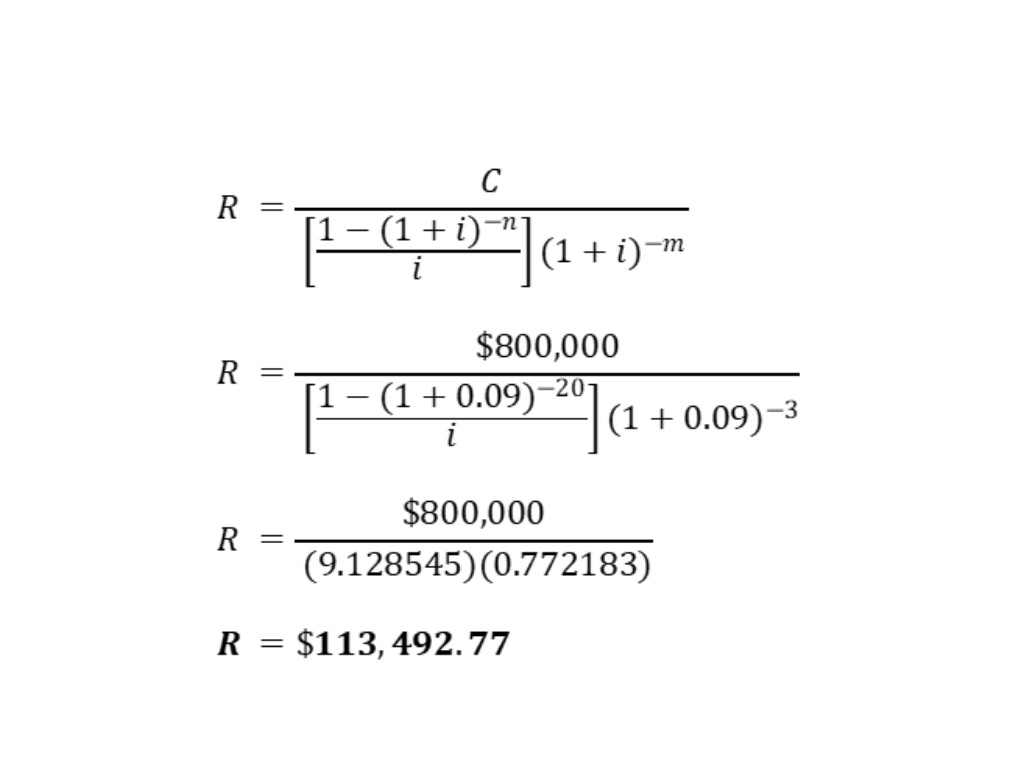 R = C / [1 − (1 + i)⁻ⁿ / i] (1 + i)⁻ᵐ
R = $800,000 / [1 − (1 + 0.09)⁻²⁰ / i] (1 + 0.09)⁻³
R = $800,000 / (9.128545)(0.772183)
R = $113,492.77